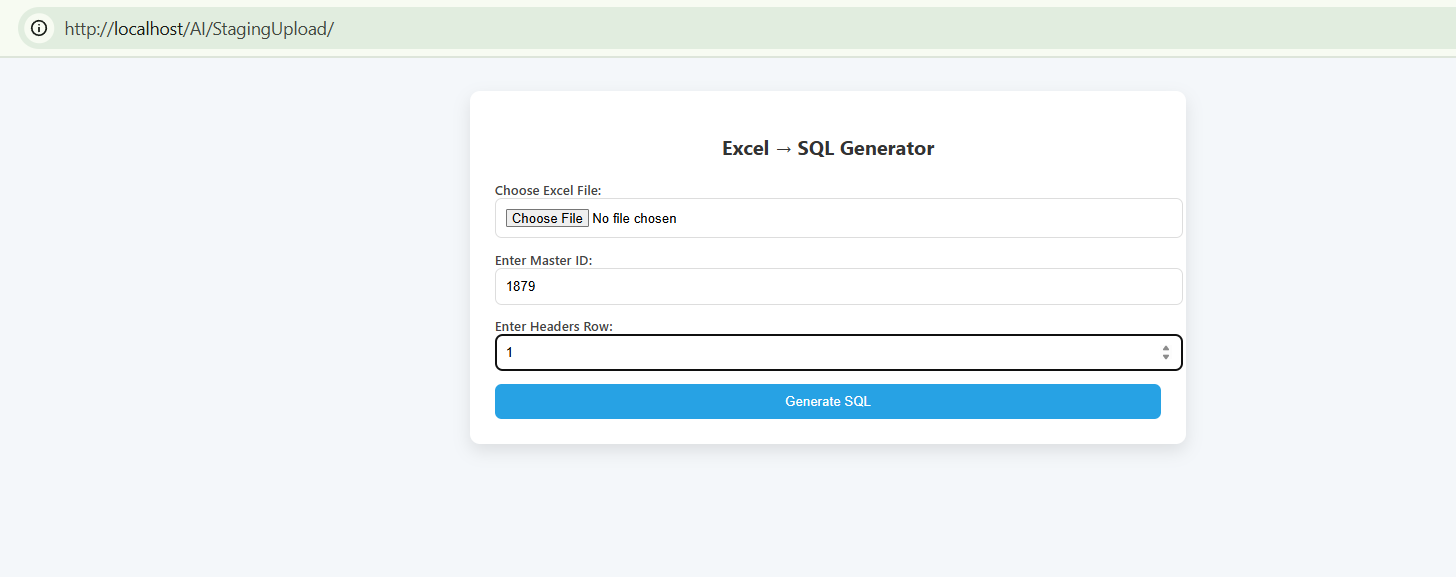 http://localhost/AI/StagingUpload/
Excel → SQL Generator
Choose Excel File:
Choose File No file chosen
Enter Master ID:
1879
Enter Headers Row:
1
Generate SQL